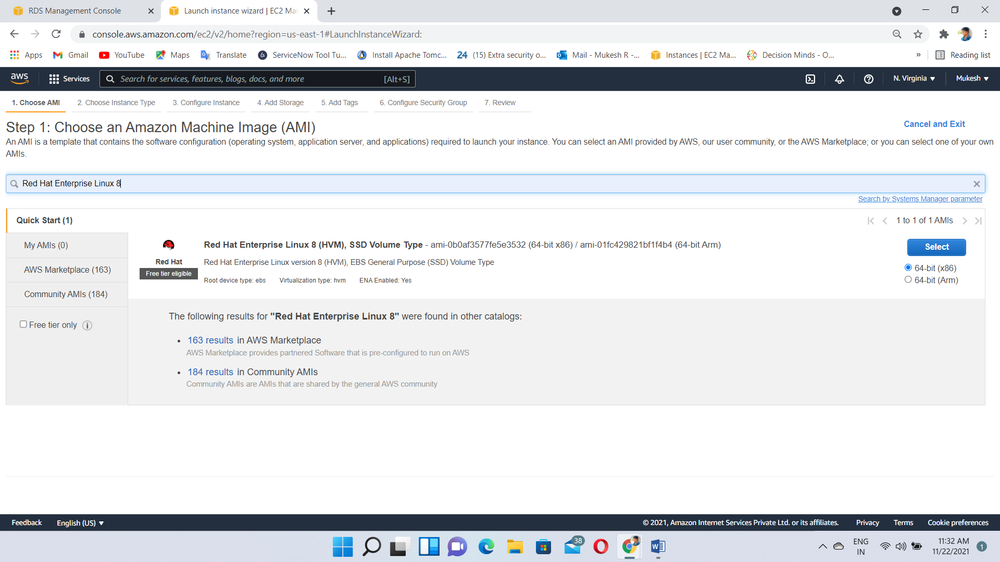 RDS Management Console
Launch instance wizard | EC2 Ma
console.aws.amazon.com/ec2/v2/home?region=us-east-1#LaunchInstanceWizard:
Apps
Gmail
YouTube
Maps
Translate
ServiceNow Tool Tu...
Install Apache Tomc...
24 (15) Extra security o...
Mail - Mukesh R -...
Instances | EC2 Ma...
Decision Minds - O...
»
Reading list
aws
Services
Search for services, features, blogs, docs, and more [Alt+S]
N. Virginia
Mukesh
1. Choose AMI
2. Choose Instance Type
3. Configure Instance
4. Add Storage
5. Add Tags
6. Configure Security Group
7. Review
Step 1: Choose an Amazon Machine Image (AMI)
Cancel and Exit
An AMI is a template that contains the software configuration (operating system, application server, and applications) required to launch your instance. You can select an AMI provided by AWS, our user community, or the AWS Marketplace; or you can select one of your own
AMIs.
Red Hat Enterprise Linux 8
Search by Systems Manager parameter
Quick Start (1)
1 to 1 of 1 AMIs
My AMIs (0)
AWS Marketplace (163)
Community AMIs (184)
Free tier only
Red Hat
Free tier eligible
Red Hat Enterprise Linux 8 (HVM), SSD Volume Type - ami-0b0af3577fe5e3532 (64-bit x86) / ami-01fc429821bf1f4b4 (64-bit Arm)
Red Hat Enterprise Linux version 8 (HVM), EBS General Purpose (SSD) Volume Type
Root device type: ebs Virtualization type: hvm ENA Enabled: Yes
Select
64-bit (x86)
64-bit (Arm)
The following results for "Red Hat Enterprise Linux 8" were found in other catalogs:
• 163 results in AWS Marketplace
AWS Marketplace provides partnered Software that is pre-configured to run on AWS
• 184 results in Community AMIs
Community AMIs are AMIs that are shared by the general AWS community
Feedback
English (US)
© 2021, Amazon Internet Services Private Ltd. or its affiliates.
Privacy
Terms
Cookie preferences
38
ENG
IN
11:32 AM
11/22/2021
1